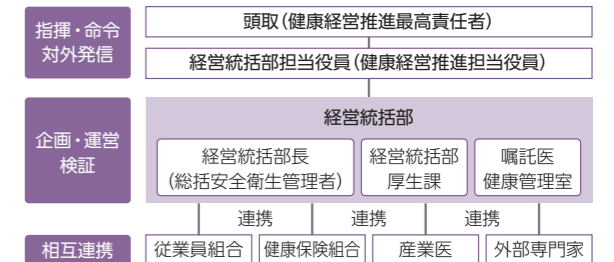 指揮・命令
対外発信
頭取（健康経営推進最高責任者）
経営統括部担当役員（健康経営推進担当役員）
企画・運営
検証
経営統括部
経営統括部長
（総括安全衛生管理者）
経営統括部
厚生課
嘱託医
健康管理室
連携
連携
連携
相互連携
従業員組合
健康保険組合
産業医
外部専門家